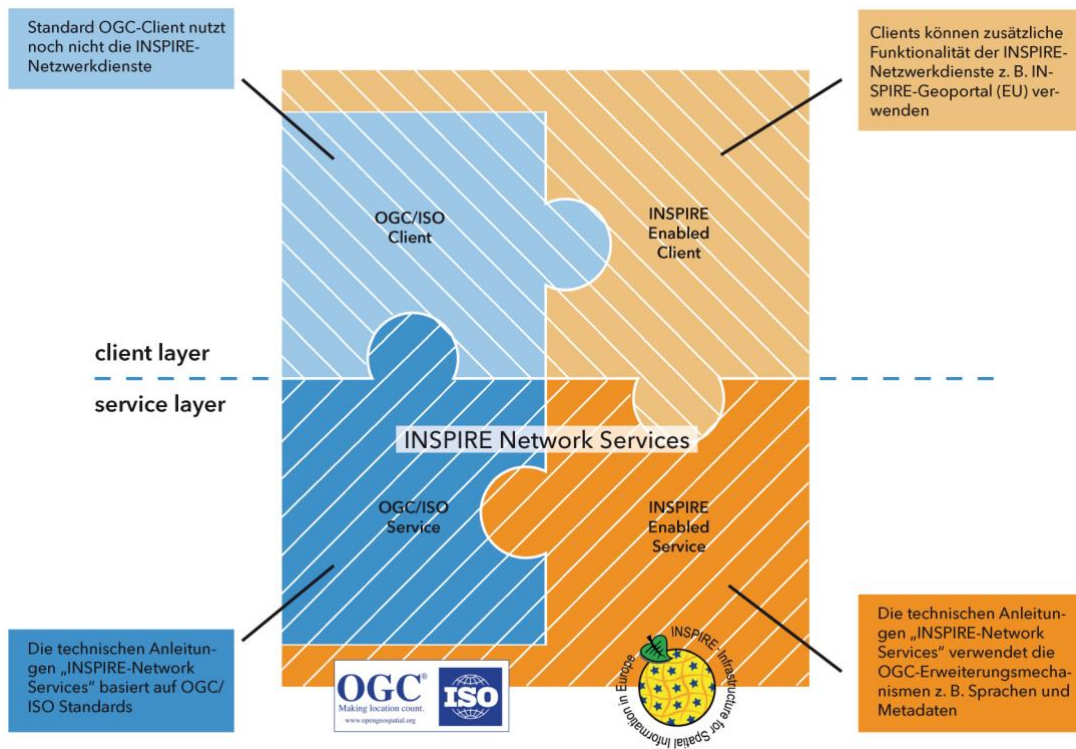 Standard OGC-Client nutzt
noch nicht die INSPIRE-
Netzwerkdienste
Clients können zusätzliche
Funktionalität der INSPIRE-
Netzwerkdienste z. B. IN-
SPIRE-Geoportal (EU) ver-
wenden
OGC/ISO
Client
INSPIRE
Enabled
Client
client layer
service layer
INSPIRE Network Services
OGC/ISO
Service
INSPIRE
Enabled
Service
Die technischen Anleitun-
gen „INSPIRE-Network
Services“ basiert auf OGC/
ISO Standards
OGC®
Making location count.
www.opengeospatial.org
ISO
INSPIRE - Infrastructure for Spatial Information in Europe
Die technischen Anleitun-
gen „INSPIRE-Network
Services“ verwendet die
OGC-Erweiterungsmecha-
nismen z. B. Sprachen und
Metadaten